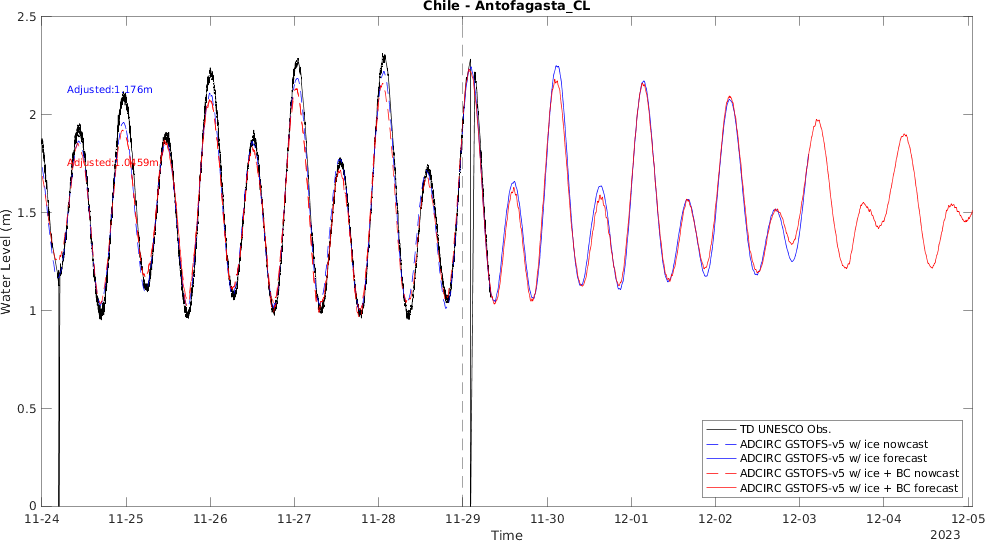 Chile - Antofagasta_CL
2.5
2
1.5
1
0.5
0
Water Level (m)
Adjusted:1.176m
Adjusted:1.0459m
TD UNESCO Obs.
ADCIRC GSTOFS-v5 w/ ice nowcast
ADCIRC GSTOFS-v5 w/ ice forecast
ADCIRC GSTOFS-v5 w/ ice + BC nowcast
ADCIRC GSTOFS-v5 w/ ice + BC forecast
11-24 11-25 11-26 11-27 11-28 11-29 11-30 12-01 12-02 12-03 12-04 12-05
Time
2023